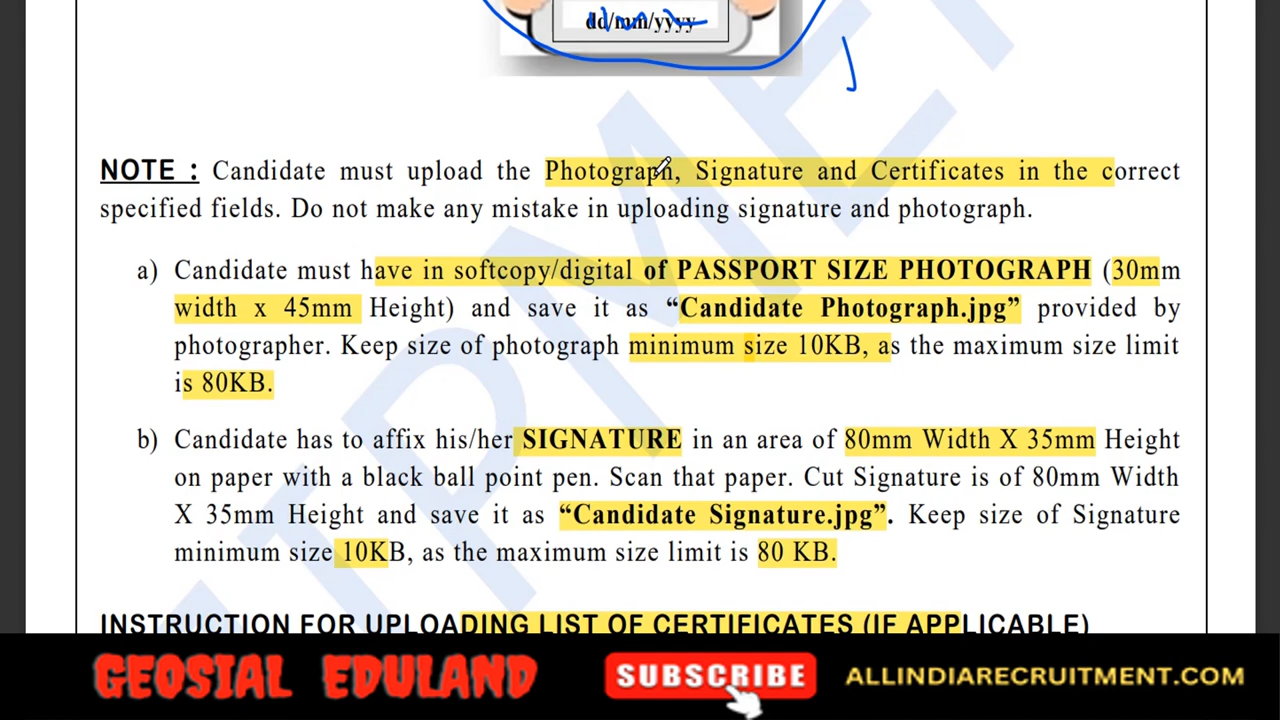 dd/mm/yyyy
NOTE : Candidate must upload the Photograph, Signature and Certificates in the correct
specified fields. Do not make any mistake in uploading signature and photograph.
a) Candidate must have in softcopy/digital of PASSPORT SIZE PHOTOGRAPH (30mm
width x 45mm Height) and save it as “Candidate Photograph.jpg” provided by
photographer. Keep size of photograph minimum size 10KB, as the maximum size limit
is 80KB.
b) Candidate has to affix his/her SIGNATURE in an area of 80mm Width X 35mm Height
on paper with a black ball point pen. Scan that paper. Cut Signature is of 80mm Width
X 35mm Height and save it as “Candidate Signature.jpg”. Keep size of Signature
minimum size 10KB, as the maximum size limit is 80 KB.
INSTRUCTION FOR UPLOADING LIST OF CERTIFICATES (IF APPLICABLE)
GEOSIAL EDULAND SUBSCRIBE ALLINDIARECRUITMENT.COM